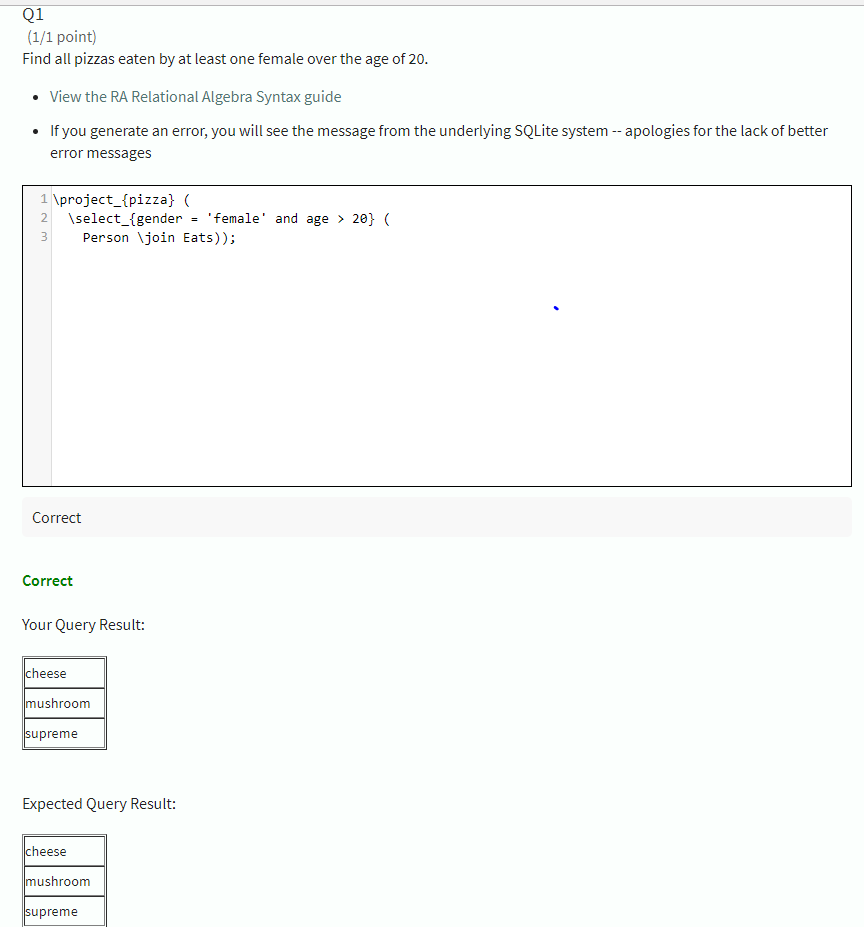 Q1
(1/1 point)
Find all pizzas eaten by at least one female over the age of 20.
• View the RA Relational Algebra Syntax guide
• If you generate an error, you will see the message from the underlying SQLite system -- apologies for the lack of better
error messages
1 \project_{pizza} (
2   \select_{gender = 'female' and age > 20} (
3     Person \join Eats));
Correct
Correct
Your Query Result:
cheese
mushroom
supreme
Expected Query Result:
cheese
mushroom
supreme